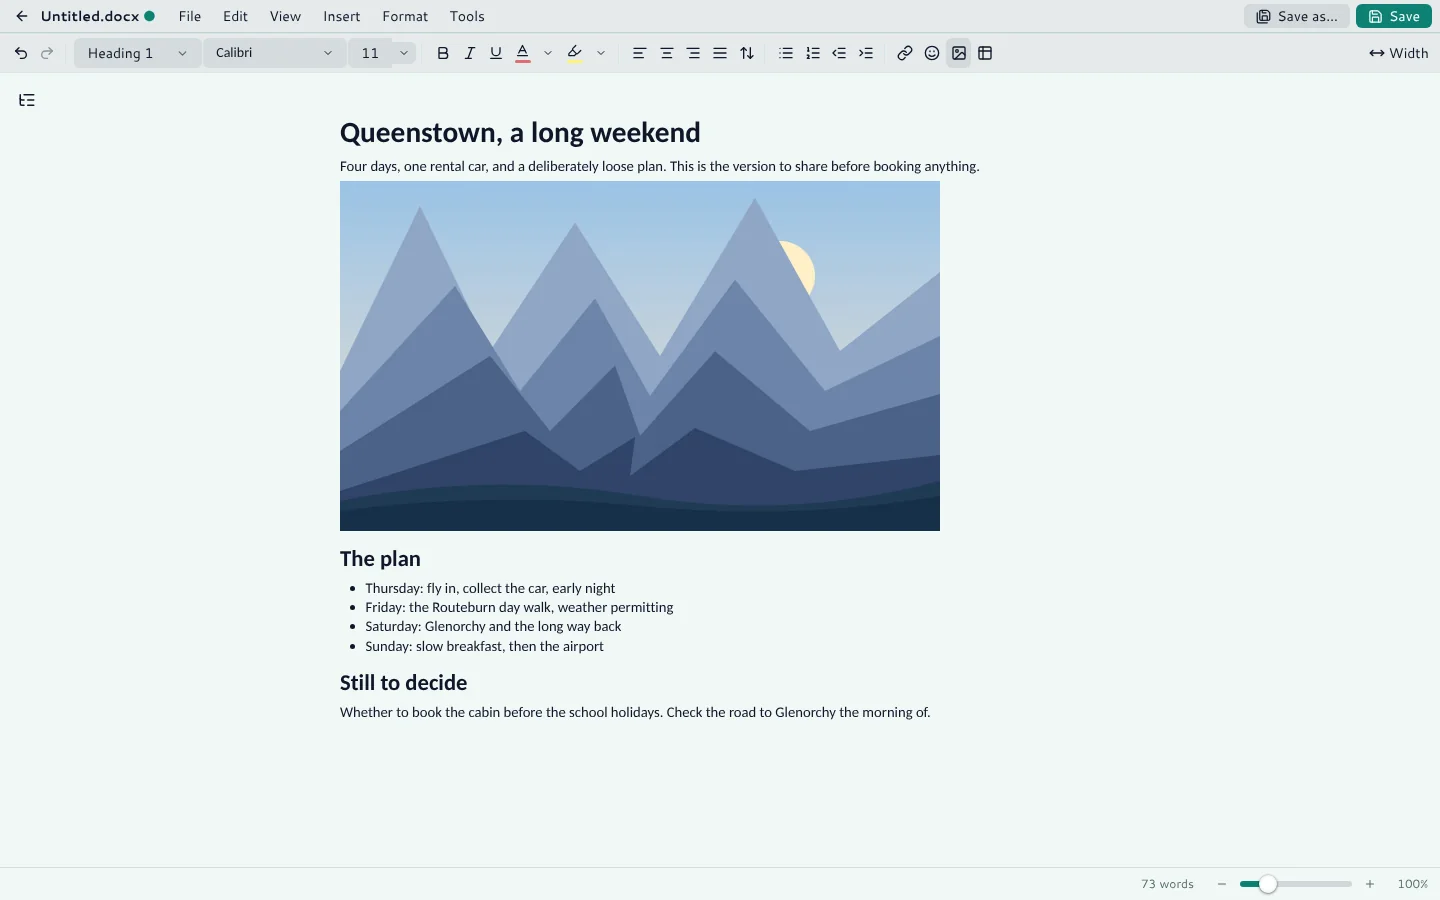 Untitled.docx File Edit View Insert Format Tools Save as... Save
Heading 1 Calibri 11 B I U A Width
Queenstown, a long weekend
Four days, one rental car, and a deliberately loose plan. This is the version to share before booking anything.
The plan
• Thursday: fly in, collect the car, early night
• Friday: the Routeburn day walk, weather permitting
• Saturday: Glenorchy and the long way back
• Sunday: slow breakfast, then the airport
Still to decide
Whether to book the cabin before the school holidays. Check the road to Glenorchy the morning of.
73 words − + 100%